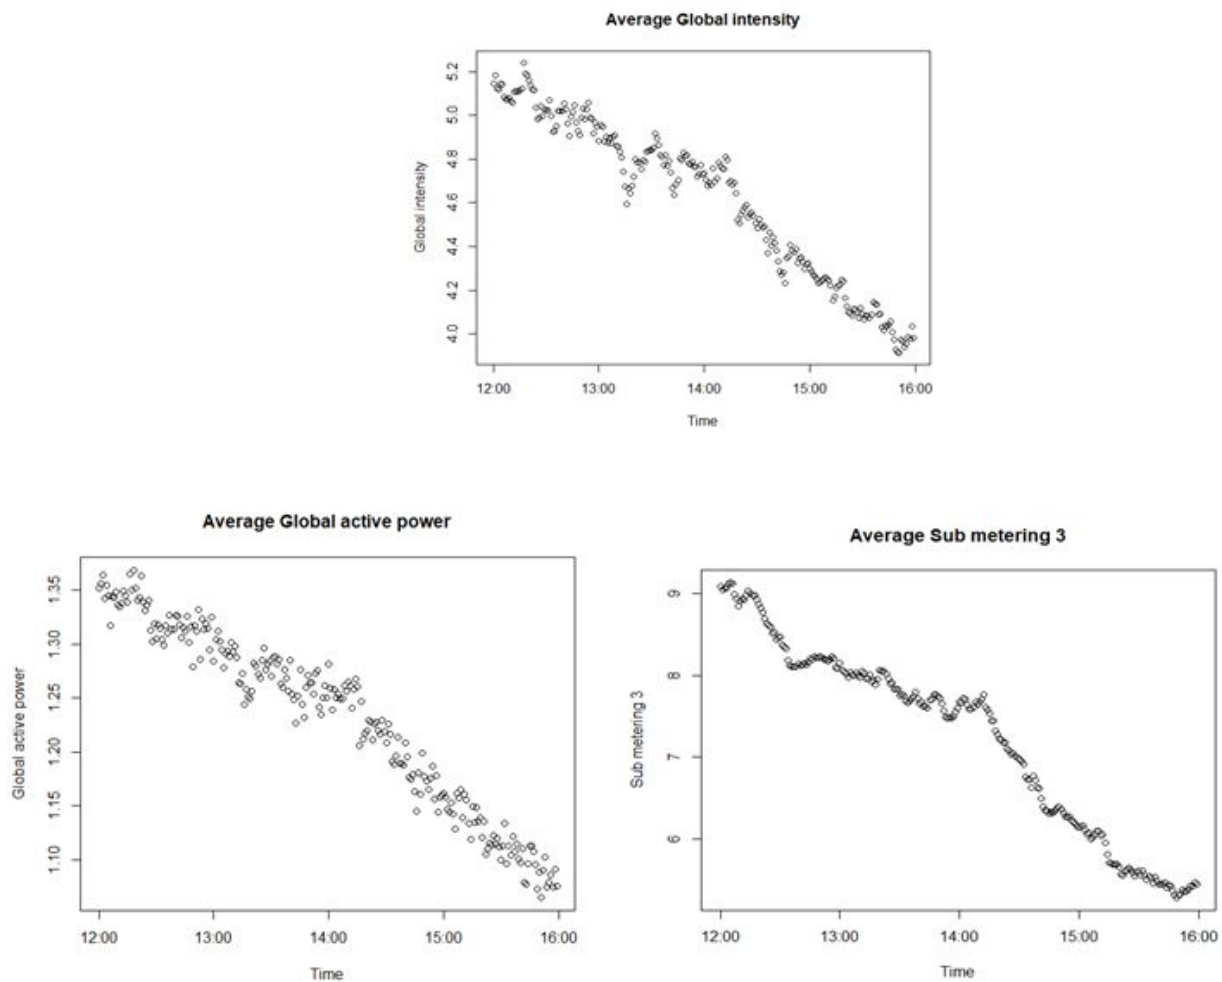 Average Global intensity
Global intensity
5.2
5.0
4.8
4.6
4.4
4.2
4.0
12:00 13:00 14:00 15:00 16:00
Time
Average Global active power
Global active power
1.35
1.30
1.25
1.20
1.15
1.10
12:00 13:00 14:00 15:00 16:00
Time
Average Sub metering 3
Sub metering 3
9
8
7
6
12:00 13:00 14:00 15:00 16:00
Time